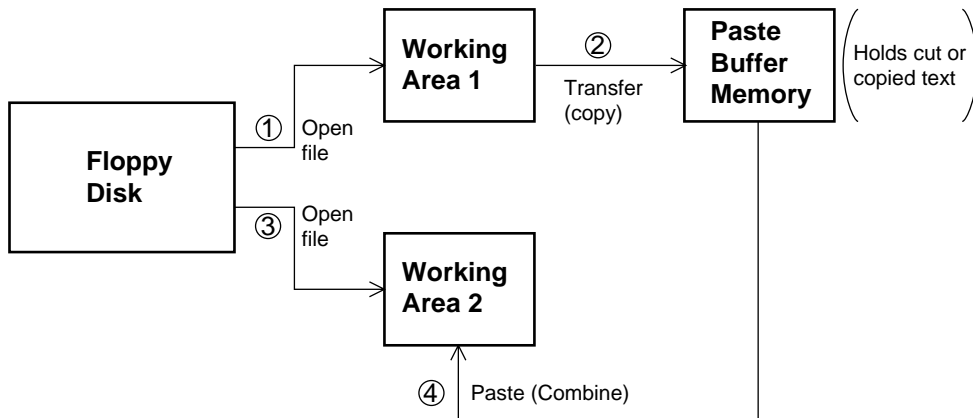 Floppy
Disk
①
Open
file
Working
Area 1
②
Transfer
(copy)
Paste
Buffer
Memory
Holds cut or
copied text
③
Open
file
Working
Area 2
④
Paste (Combine)